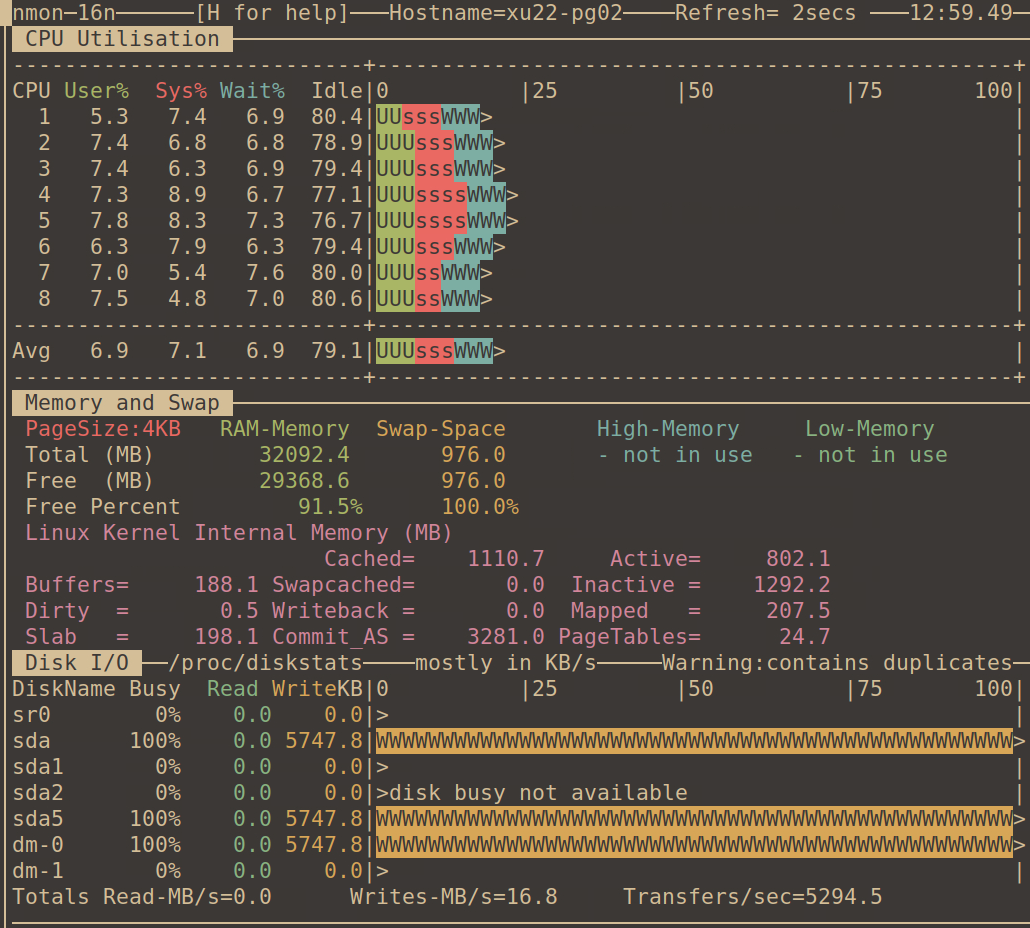 nmon─16n──────[H for help]───Hostname=xu22-pg02────Refresh= 2secs ───12:59.49─
CPU Utilisation
---------------------------+-------------------------------------------------+
CPU User%  Sys% Wait%  Idle|0          |25         |50         |75       100|
1   5.3   7.4   6.9   80.4|UUsssWWW>                                        |
2   7.4   6.8   6.8   78.9|UUUsssWWW>                                       |
3   7.4   6.3   6.9   79.4|UUUsssWWW>                                       |
4   7.3   8.9   6.7   77.1|UUUssssWWW>                                      |
5   7.8   8.3   7.3   76.7|UUUssssWWW>                                      |
6   6.3   7.9   6.3   79.4|UUUsssWWW>                                       |
7   7.0   5.4   7.6   80.0|UUUssWWW>                                        |
8   7.5   4.8   7.0   80.6|UUUssWWW>                                        |
---------------------------+-------------------------------------------------+
Avg   6.9   7.1   6.9   79.1|UUUsssWWW>                                       |
---------------------------+-------------------------------------------------+
Memory and Swap
PageSize:4KB   RAM-Memory  Swap-Space       High-Memory     Low-Memory
Total (MB)        32092.4       976.0       - not in use   - not in use
Free  (MB)        29368.6       976.0
Free Percent         91.5%      100.0%
Linux Kernel Internal Memory (MB)
Cached=    1110.7     Active=     802.1
Buffers=     188.1 Swapcached=       0.0  Inactive =    1292.2
Dirty  =       0.5 Writeback =       0.0  Mapped   =     207.5
Slab   =     198.1 Commit_AS =    3281.0 PageTables=      24.7
Disk I/O ──/proc/diskstats────mostly in KB/s─────Warning:contains duplicates─
DiskName Busy  Read WriteKB|0          |25         |50         |75       100|
sr0        0%    0.0    0.0|>                                                |
sda      100%    0.0 5747.8|WWWWWWWWWWWWWWWWWWWWWWWWWWWWWWWWWWWWWWWWWWWWWWWWW>
sda1       0%    0.0    0.0|>                                                |
sda2       0%    0.0    0.0|>disk busy not available                         |
sda5     100%    0.0 5747.8|WWWWWWWWWWWWWWWWWWWWWWWWWWWWWWWWWWWWWWWWWWWWWWWWW>
dm-0     100%    0.0 5747.8|WWWWWWWWWWWWWWWWWWWWWWWWWWWWWWWWWWWWWWWWWWWWWWWWW>
dm-1       0%    0.0    0.0|>                                                |
Totals Read-MB/s=0.0      Writes-MB/s=16.8     Transfers/sec=5294.5